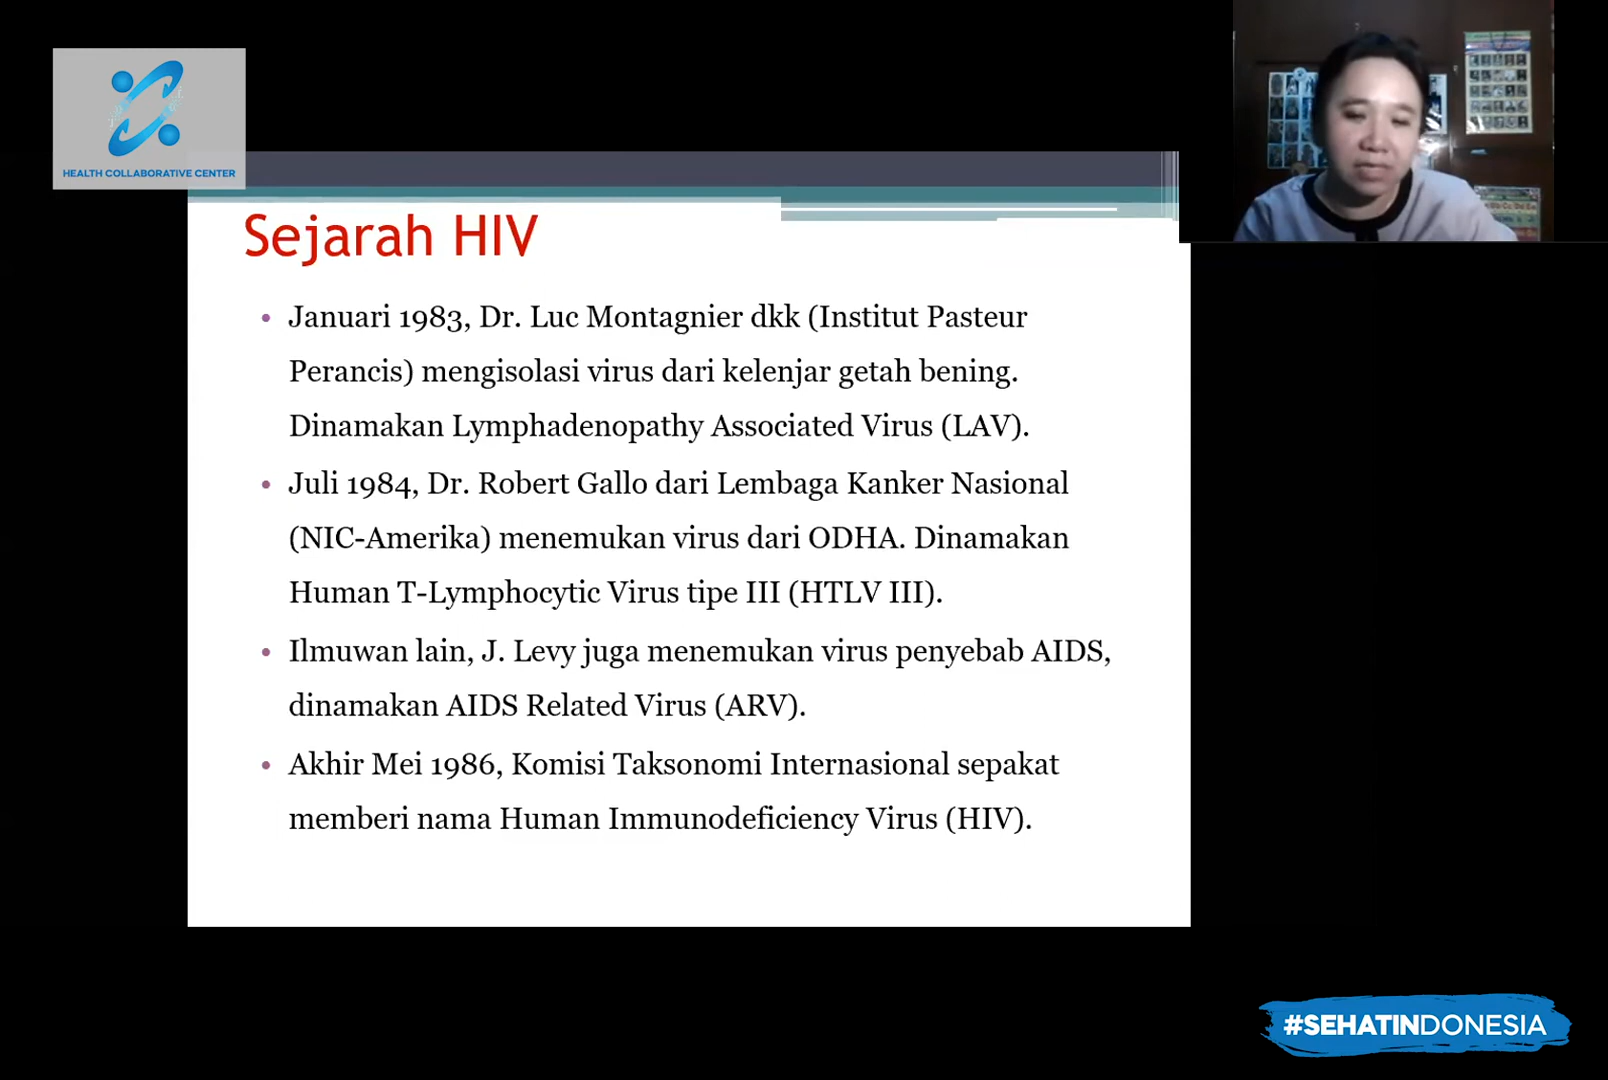 HEALTH COLLABORATIVE CENTER
Sejarah HIV
• Januari 1983, Dr. Luc Montagnier dkk (Institut Pasteur
Perancis) mengisolasi virus dari kelenjar getah bening.
Dinamakan Lymphadenopathy Associated Virus (LAV).
• Juli 1984, Dr. Robert Gallo dari Lembaga Kanker Nasional
(NIC-Amerika) menemukan virus dari ODHA. Dinamakan
Human T-Lymphocytic Virus tipe III (HTLV III).
• Ilmuwan lain, J. Levy juga menemukan virus penyebab AIDS,
dinamakan AIDS Related Virus (ARV).
• Akhir Mei 1986, Komisi Taksonomi Internasional sepakat
memberi nama Human Immunodeficiency Virus (HIV).
#SEHATINDONESIA